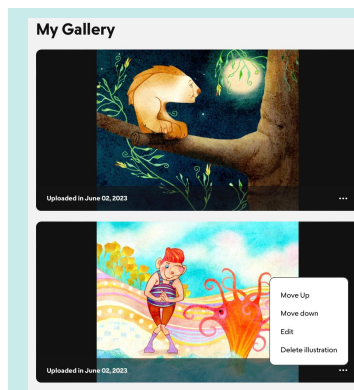 My Gallery
Uploaded in June 02, 2023
Move Up
Move down
Edit
Delete illustration
Uploaded in June 02, 2023